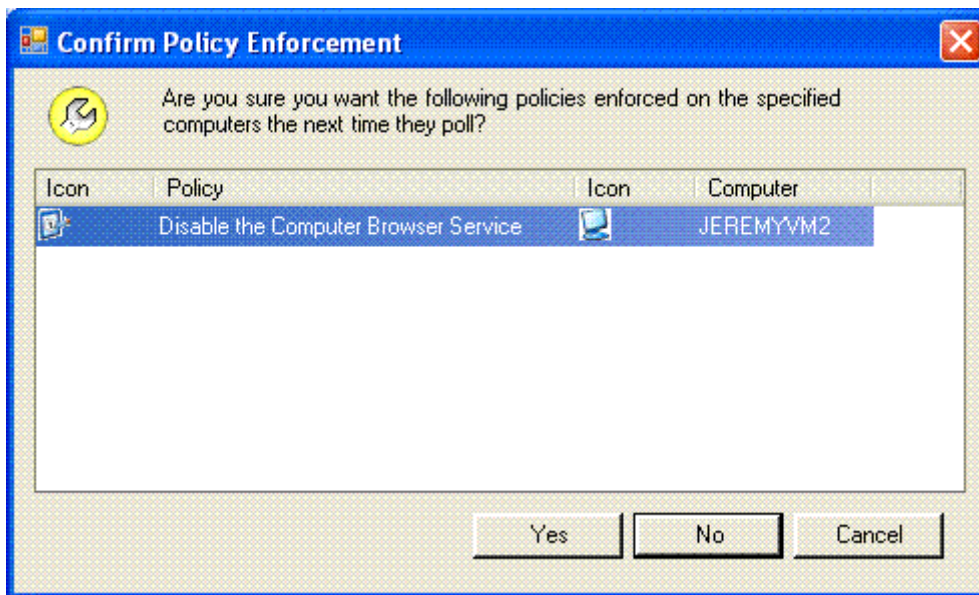 Confirm Policy Enforcement
Are you sure you want the following policies enforced on the specified
computers the next time they poll?
Icon Policy Icon Computer
Disable the Computer Browser Service JEREMYVM2
Yes No Cancel